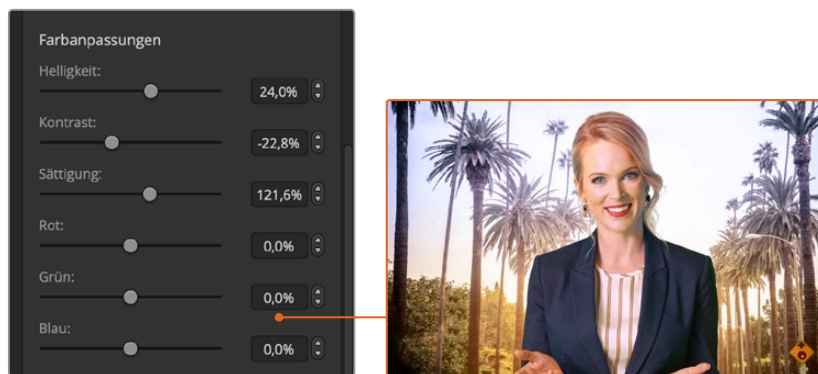 Farbanpassungen
Helligkeit:
24,0%
Kontrast:
-22,8%
Sättigung:
121,6%
Rot:
0,0%
Grün:
0,0%
Blau:
0,0%